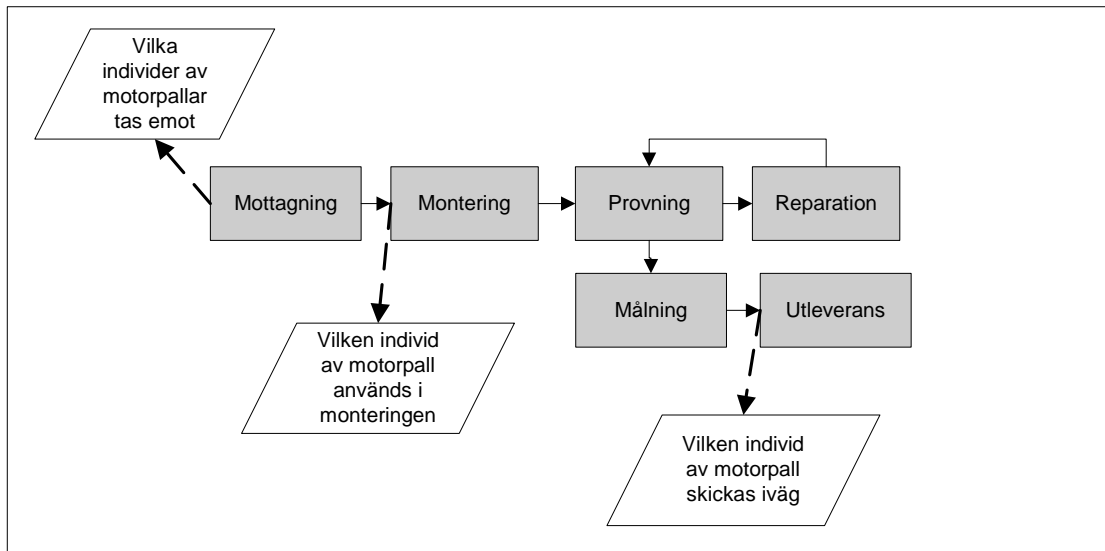 Vilka
individer av
motorpallar
tas emot
Mottagning
Montering
Provning
Reparation
Målning
Utleverans
Vilken individ
av motorpall
används i
monteringen
Vilken individ
av motorpall
skickas iväg